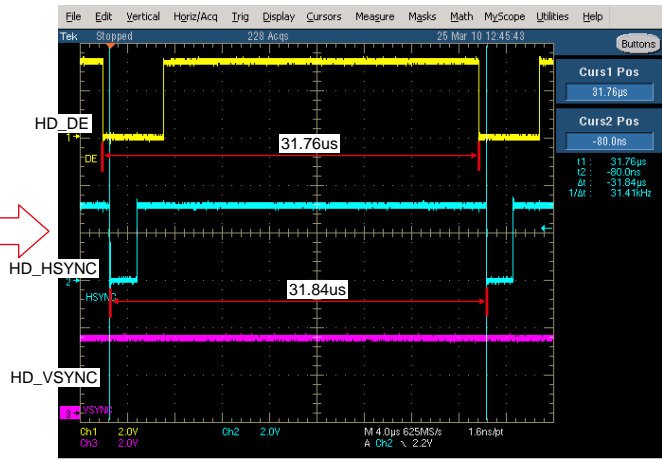 File Edit Vertical Horiz/Acq Trig Display Cursors Measure Masks Math MyScope Utilities Help
Tek Stopped 228 Acqs 25 Mar 10 12:45:43
Buttons
Curs1 Pos
31.76µs
Curs2 Pos
-80.0ns
t1 : 31.76µs
t2 : -80.0ns
Δt : -31.84µs
1/Δt : 31.41kHz
HD_DE
1
DE
31.76us
HD_HSYNC
2
HSYNC
31.84us
HD_VSYNC
3
VSYNC
Ch1 2.0V Ch2 2.0V M 4.0µs 625MS/s 1.6ns/pt
Ch3 2.0V A Ch2 2.2V